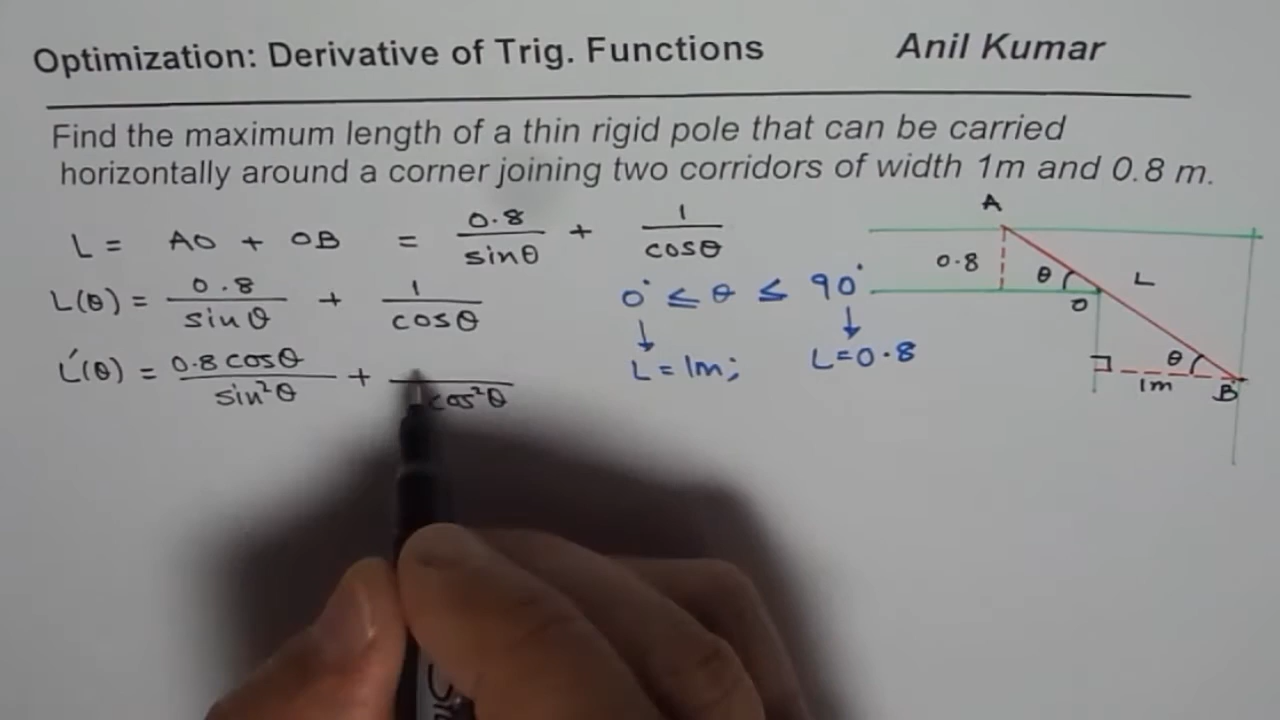 Optimization: Derivative of Trig. Functions Anil Kumar
Find the maximum length of a thin rigid pole that can be carried
horizontally around a corner joining two corridors of width 1m and 0.8 m.
L = AO + OB = 0.8/sinθ + 1/cosθ
L(θ) = 0.8/sinθ + 1/cosθ
0° ≤ θ ≤ 90°
↓ ↓
L = 1m; L=0.8
L'(θ) = 0.8 cosθ/sin²θ + /cos²θ
A
0.8 θ L
O
θ
1m B